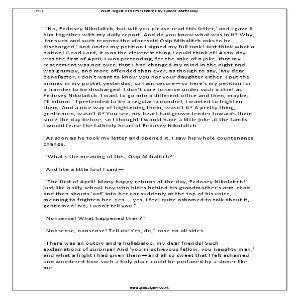 "No, Fedosey Nikolaitch, but will you please read this letter,' and I gave it
him together with my daily report. And do you know what was in it? Why,
'for such and such reasons the aforesaid Osip Mihalitch asks to be
discharged,' and under my petition I signed my full rank! Just think what a
notion! Good Lord, it was the cleverest thing I could think of! As to-day
was the first of April, I was pretending, for the sake of a joke, that my
resentment was not over, that I had changed my mind in the night and
was grumpy, and more offended than ever, as though to say, 'My dear
benefactor, I don't want to know you nor your daughter either. I put the
money in my pocket yesterday, so I am secure—so here's my petition for
a transfer to be discharged. I don't care to serve under such a chief as
Fedosey Nikolaitch. I want to go into a different office and then, maybe,
I'll inform.' I pretended to be a regular scoundrel, I wanted to frighten
them. And a nice way of frightening them, wasn't it? A pretty thing,
gentlemen, wasn't it? You see, my heart had grown tender towards them
since the day before, so I thought I would have a little joke at the family—
I would tease the fatherly heart of Fedosey Nikolaitch.
"As soon as he took my letter and opened it, I saw his whole countenance
change.
"'What's the meaning of this, Osip Mihalitch?'
"And like a little fool I said—
"'The first of April! Many happy returns of the day, Fedosey Nikolaitch!'
just like a silly school-boy who hides behind his grandmother's arm-chair
and then shouts 'oof' into her ear suddenly at the top of his voice,
meaning to frighten her. Yes ... yes, I feel quite ashamed to talk about it,
gentlemen! No, I won't tell you."
"Nonsense! What happened then?"
"Nonsense, nonsense! Tell us! Yes, do," rose on all sides.
"There was an outcry and a hullabaloo, my dear friends! Such
exclamations of surprise! And 'you mischievous fellow, you naughty man,'
and what a fright I had given them—and all so sweet that I felt ashamed
and wondered how such a holy place could be profaned by a sinner like
me.